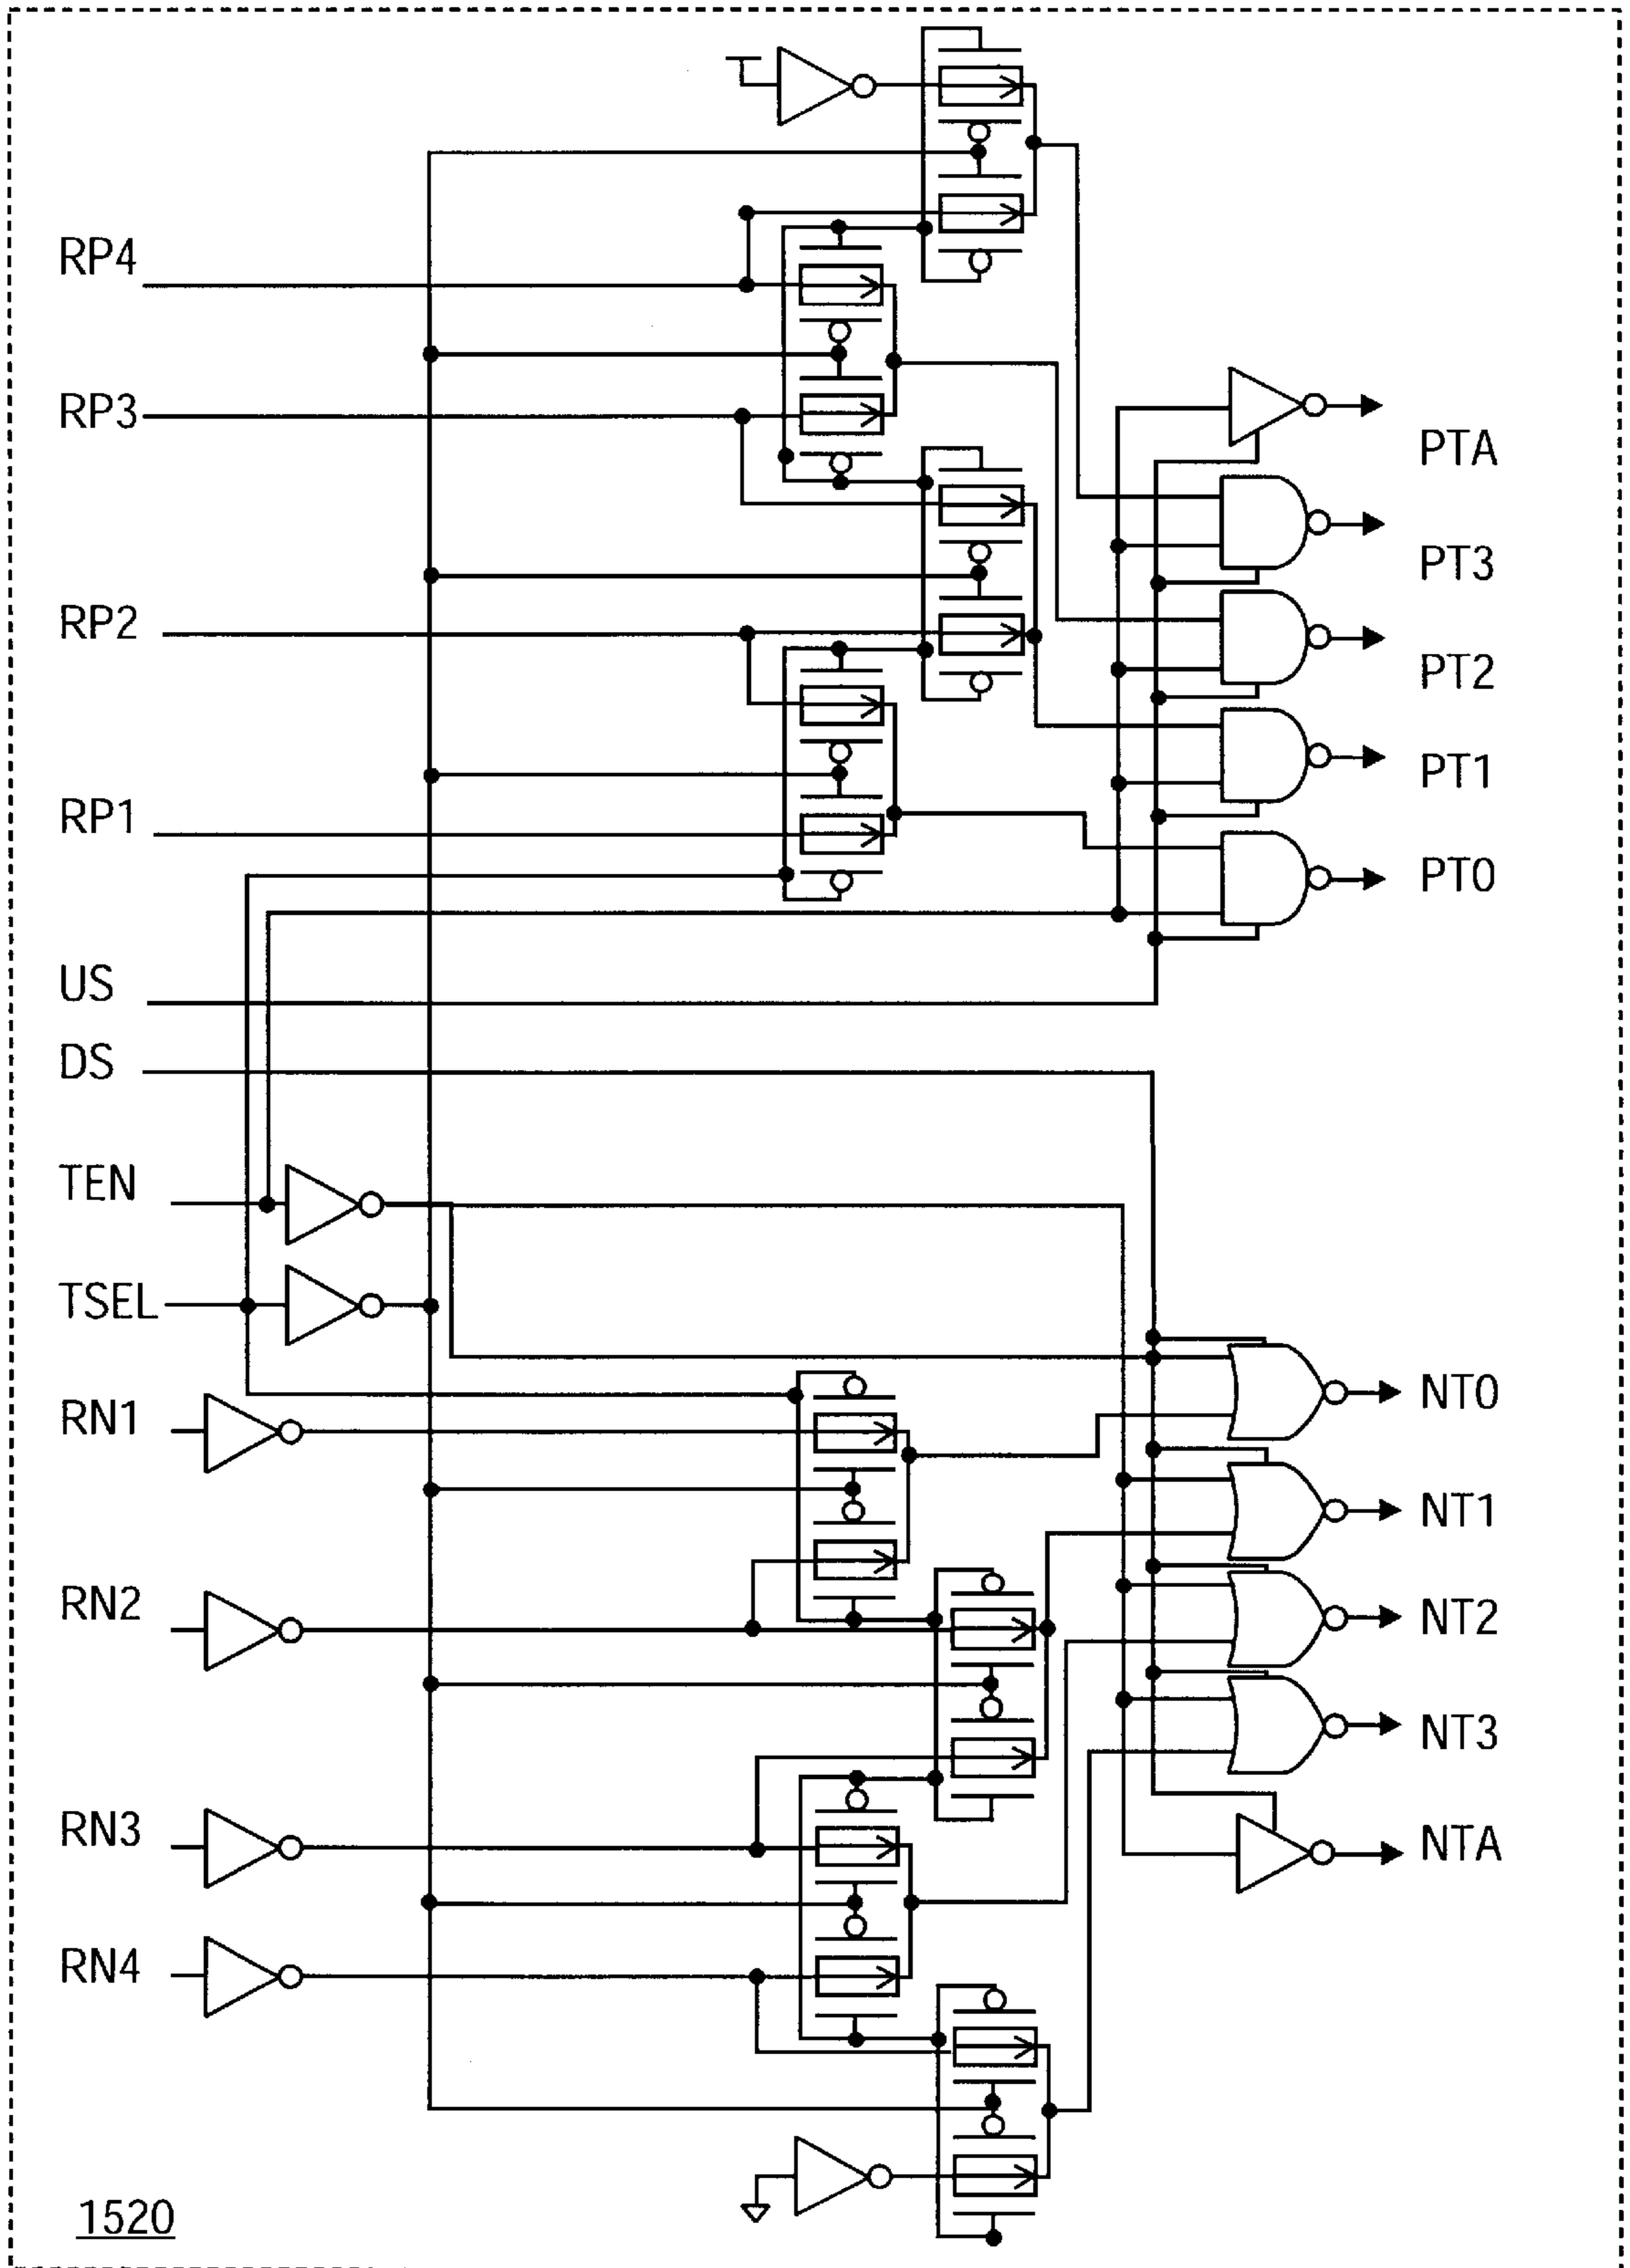 RP4
RP3
PTA
PT3
RP2
PT2
PT1
RP1
PT0
US
DS
TEN
TSEL
NT0
RN1
NT1
RN2
NT2
NT3
RN3
NTA
RN4
1520